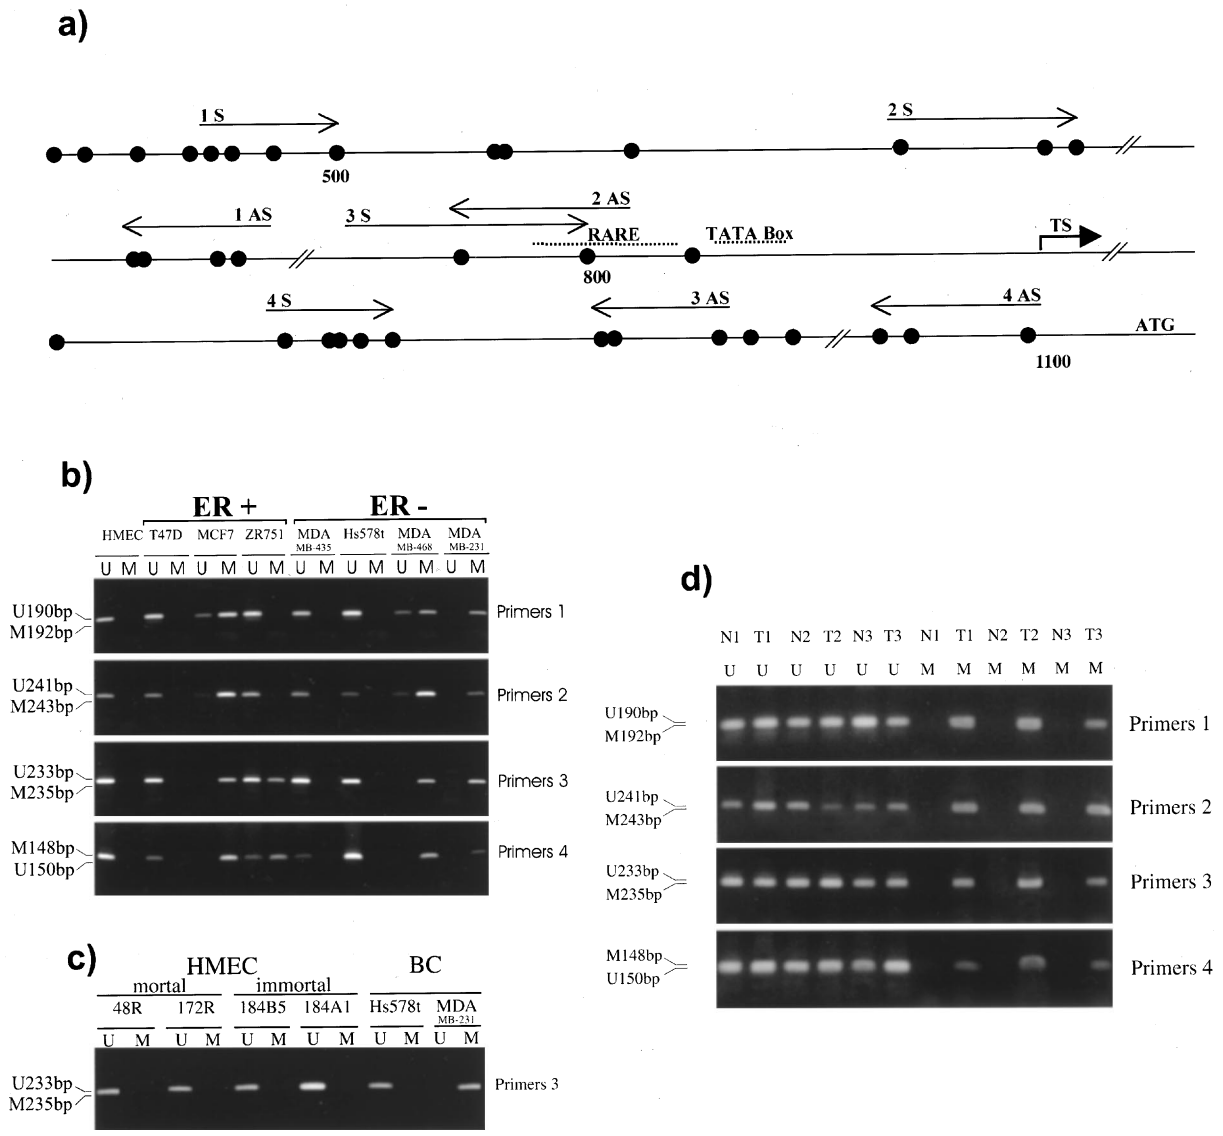 a)
1 S
2 S
500
1 AS
3 S
2 AS
RARE
TATA Box
TS
800
4 S
3 AS
4 AS
ATG
1100
b)
ER +
ER -
HMEC T47D MCF7 ZR751 MDA MB-435 Hs578t MDA MB-468 MDA MB-231
U M U M U M U M U M U M U M U M
U190bp
M192bp
Primers 1
U241bp
M243bp
Primers 2
U233bp
M235bp
Primers 3
M148bp
U150bp
Primers 4
c)
HMEC
BC
mortal
immortal
48R 172R 184B5 184A1 Hs578t MDA MB-231
U M U M U M U M U M U M
U233bp
M235bp
Primers 3
d)
N1 T1 N2 T2 N3 T3 N1 T1 N2 T2 N3 T3
U U U U U U M M M M M M
U190bp
M192bp
Primers 1
U241bp
M243bp
Primers 2
U233bp
M235bp
Primers 3
M148bp
U150bp
Primers 4